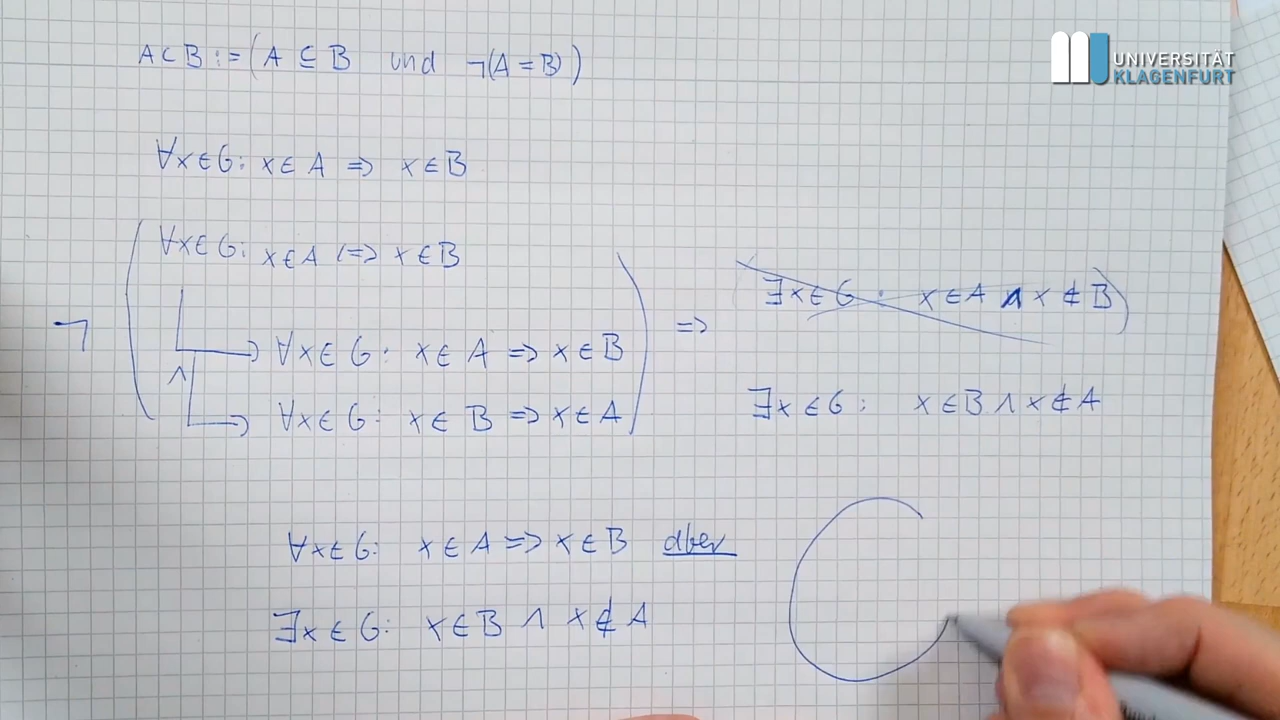 A ⊂ B := (A ⊆ B und ¬(A = B))
UNIVERSITÄT
KLAGENFURT
∀x∈G: x∈A => x∈B
∀x∈G: x∈A <=> x∈B
∃x∈G: x∈A ∧ x∉B)
¬
=>
∀x∈G: x∈A => x∈B
∧
∀x∈G: x∈B => x∈A
∃x∈G: x∈B ∧ x∉A
∀x∈G: x∈A => x∈B aber
∃x∈G: x∈B ∧ x∉A